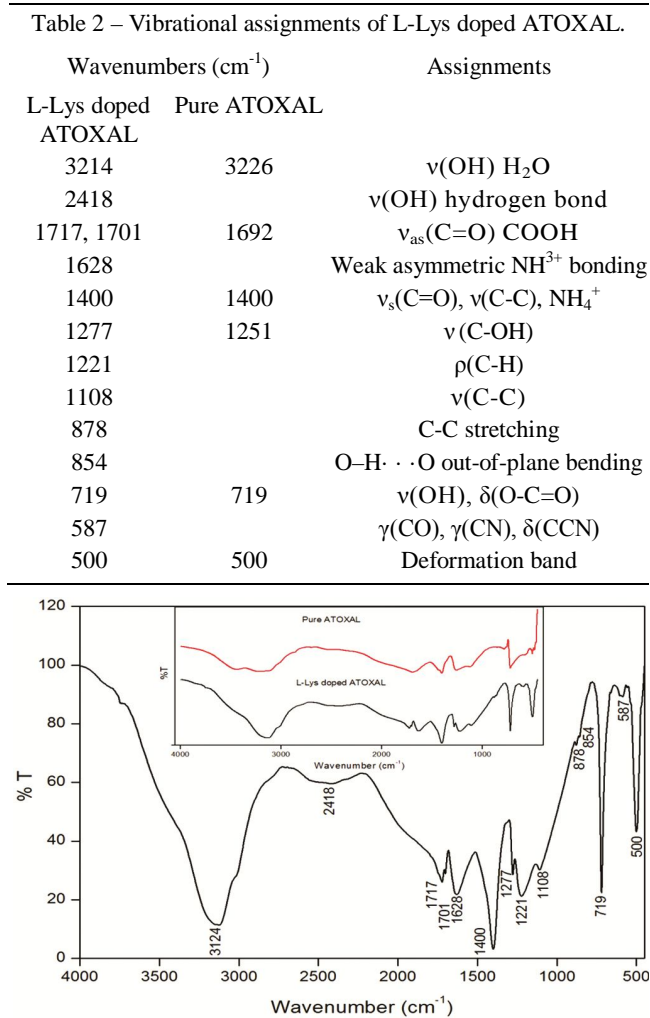 Table 2 – Vibrational assignments of L-Lys doped ATOXAL.
Wavenumbers (cm⁻¹) Assignments
L-Lys doped ATOXAL Pure ATOXAL
3214 3226 ν(OH) H₂O
2418 ν(OH) hydrogen bond
1717, 1701 1692 νas(C=O) COOH
1628 Weak asymmetric NH³⁺ bonding
1400 1400 νs(C=O), ν(C-C), NH₄⁺
1277 1251 ν (C-OH)
1221 ρ(C-H)
1108 ν(C-C)
878 C-C stretching
854 O–H· · ·O out-of-plane bending
719 719 ν(OH), δ(O-C=O)
587 γ(CO), γ(CN), δ(CCN)
500 500 Deformation band
120
100
80
60
40
20
0
% T
Pure ATOXAL
L-Lys doped ATOXAL
%T
4000 3000 2000 1000
Wavenumber (cm⁻¹)
3124
2418
1717
1701
1628
1400
1277
1221
1108
878
854
719
587
500
4000 3500 3000 2500 2000 1500 1000 500
Wavenumber (cm⁻¹)